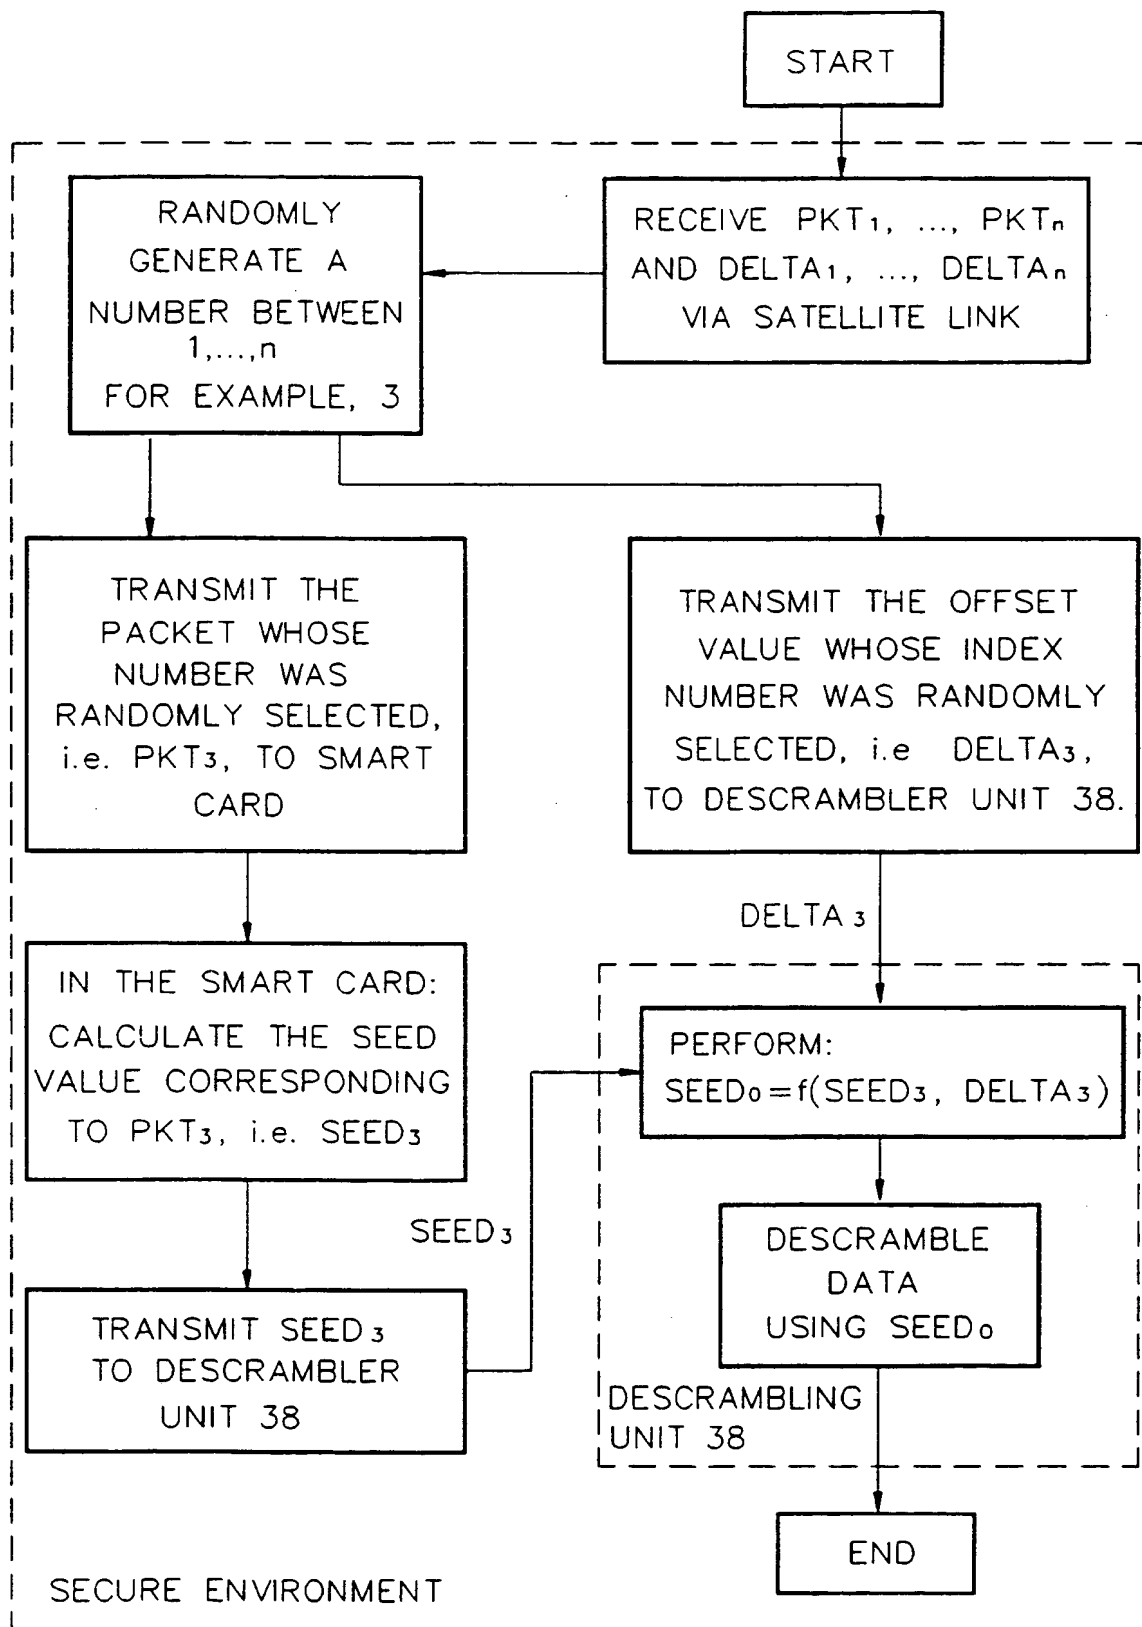 START
RECEIVE PKT₁, ..., PKTₙ
AND DELTA₁, ..., DELTAₙ
VIA SATELLITE LINK
RANDOMLY
GENERATE A
NUMBER BETWEEN
1,...,n
FOR EXAMPLE, 3
TRANSMIT THE
PACKET WHOSE
NUMBER WAS
RANDOMLY SELECTED,
i.e. PKT₃, TO SMART
CARD
TRANSMIT THE OFFSET
VALUE WHOSE INDEX
NUMBER WAS RANDOMLY
SELECTED, i.e DELTA₃,
TO DESCRAMBLER UNIT 38.
DELTA ₃
IN THE SMART CARD:
CALCULATE THE SEED
VALUE CORRESPONDING
TO PKT₃, i.e. SEED₃
PERFORM:
SEED₀=f(SEED₃, DELTA₃)
SEED₃
TRANSMIT SEED ₃
TO DESCRAMBLER
UNIT 38
DESCRAMBLE
DATA
USING SEED₀
DESCRAMBLING
UNIT 38
END
SECURE ENVIRONMENT